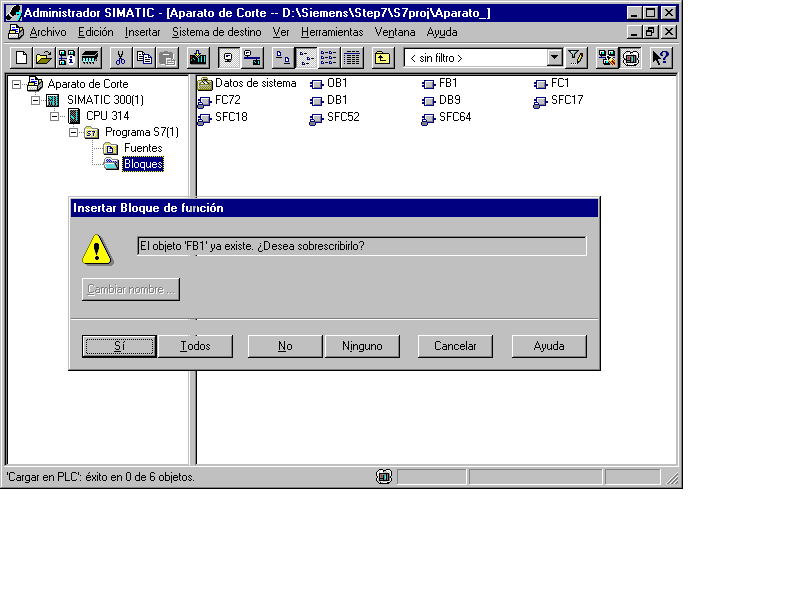 Administrador SIMATIC - [Aparato de Corte -- D:\Siemens\Step7\S7proj\Aparato_]
Archivo Edición Insertar Sistema de destino Ver Herramientas Ventana Ayuda
< sin filtro >
Aparato de Corte
SIMATIC 300(1)
CPU 314
Programa S7(1)
Fuentes
Bloques
Datos de sistema OB1 FB1 FC1
FC72 DB1 DB9 SFC17
SFC18 SFC52 SFC64
Insertar Bloque de función
El objeto 'FB1' ya existe. ¿Desea sobrescribirlo?
Cambiar nombre ...
Sí Todos No Ninguno Cancelar Ayuda
'Cargar en PLC': éxito en 0 de 6 objetos.